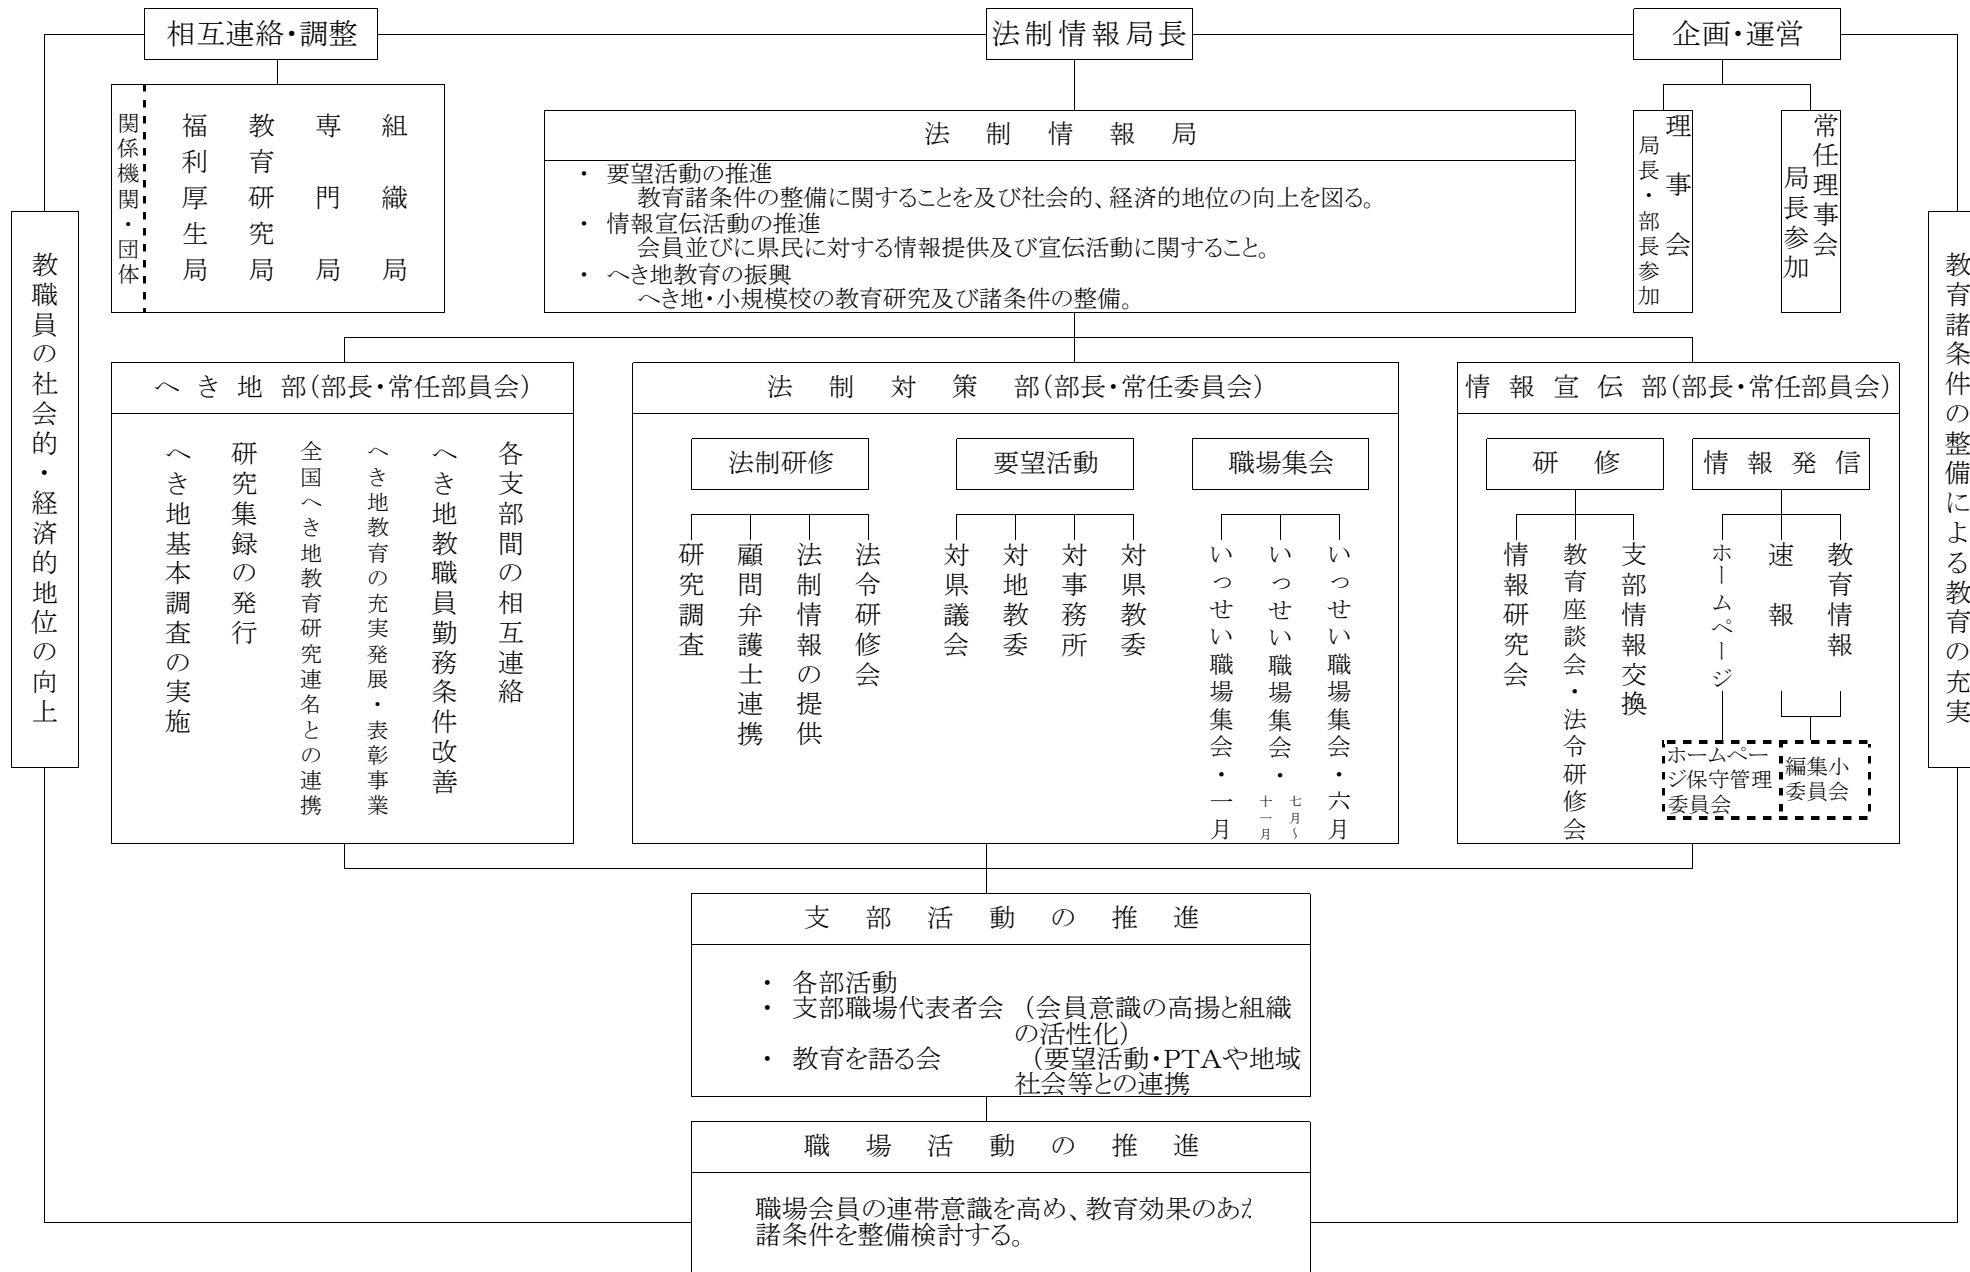 相互連絡・調整
法制情報局長
企画・運営
組織局
専門局
教育研究局
福利厚生局
関係機関・団体
法制情報局
・ 要望活動の推進
教育諸条件の整備に関することを及び社会的、経済的地位の向上を図る。
・ 情報宣伝活動の推進
会員並びに県民に対する情報提供及び宣伝活動に関すること。
・ へき地教育の振興
へき地・小規模校の教育研究及び諸条件の整備。
理事会
局長・部長参加
常任理事会
局長参加
教職員の社会的・経済的地位の向上
教育諸条件の整備による教育の充実
へき地部(部長・常任部員会)
各支部間の相互連絡
へき地教職員勤務条件改善
へき地教育の充実発展・表彰事業
全国へき地教育研究連名との連携
研究集録の発行
へき地基本調査の実施
法制対策部(部長・常任委員会)
法制研修
法令研修会
法制情報の提供
顧問弁護士連携
研究調査
要望活動
対県教委
対事務所
対地教委
対県議会
職場集会
いっせい職場集会・六月
いっせい職場集会・七月~十一月
いっせい職場集会・一月
情報宣伝部(部長・常任部員会)
研修
支部情報交換
教育座談会・法令研修会
情報研究会
情報発信
教育情報
速報
ホームページ
ホームペー
ジ保守管理
委員会
編集小
委員会
支部活動の推進
・ 各部活動
・ 支部職場代表者会 (会員意識の高揚と組織
の活性化)
・ 教育を語る会 (要望活動・PTAや地域
社会等との連携
職場活動の推進
職場会員の連帯意識を高め、教育効果のあ
諸条件を整備検討する。